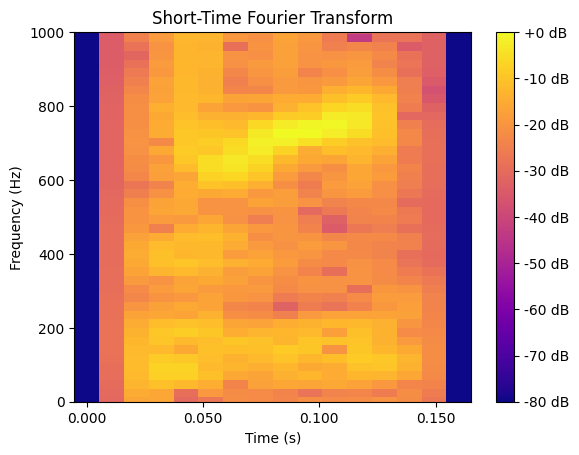 Short-Time Fourier Transform
Frequency (Hz)
1000
800
600
400
200
0
0.000
0.050
0.100
0.150
Time (s)
+0 dB
-10 dB
-20 dB
-30 dB
-40 dB
-50 dB
-60 dB
-70 dB
-80 dB